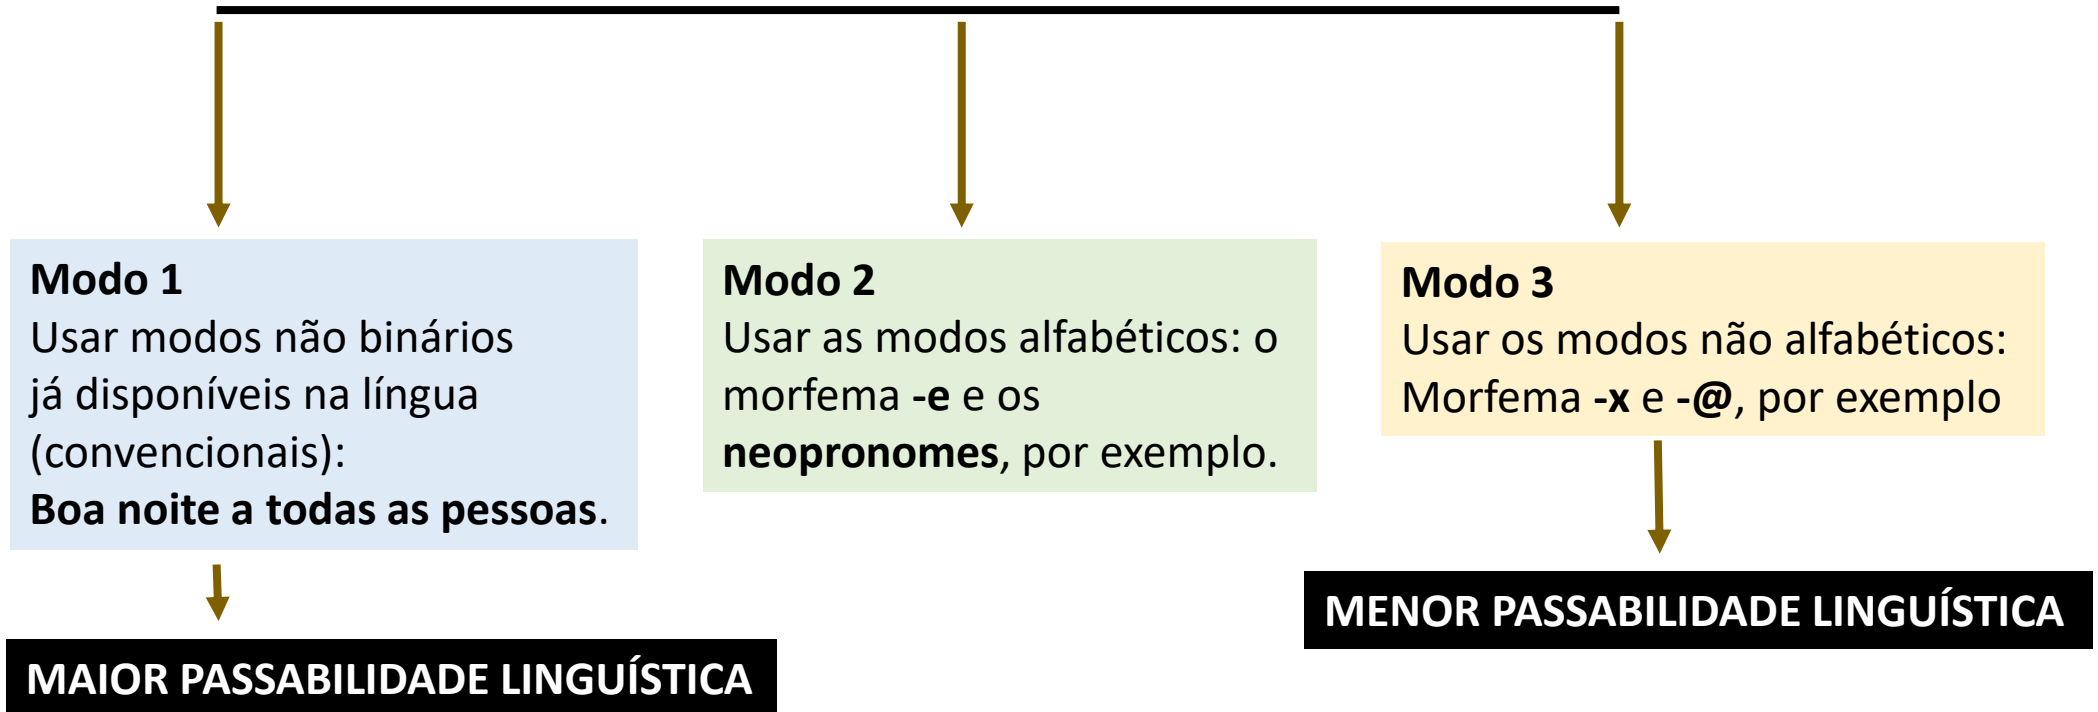 Modo 1
Usar modos não binários
já disponíveis na língua
(convencionais):
Boa noite a todas as pessoas.
MAIOR PASSABILIDADE LINGUÍSTICA
Modo 2
Usar as modos alfabéticos: o
morfema -e e os
neopronomes, por exemplo.
Modo 3
Usar os modos não alfabéticos:
Morfema -x e -@, por exemplo
MENOR PASSABILIDADE LINGUÍSTICA